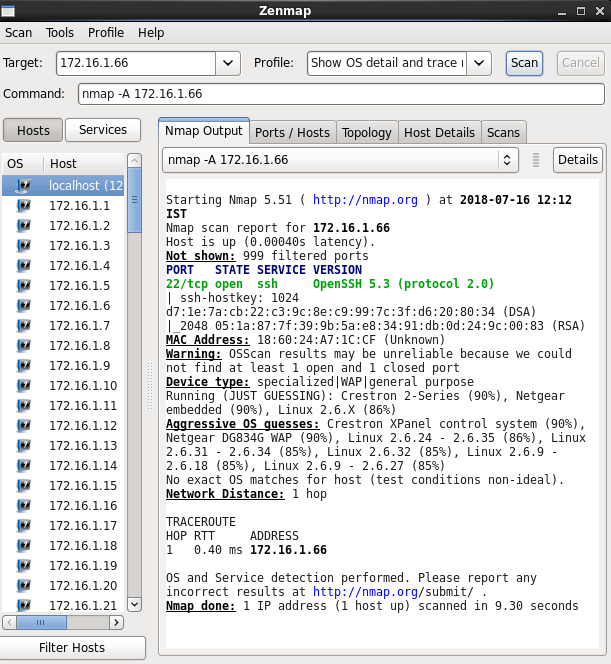 Zenmap
Scan Tools Profile Help
Target: 172.16.1.66 Profile: Show OS detail and trace Scan Cancel
Command: nmap -A 172.16.1.66
Hosts Services
Nmap Output Ports / Hosts Topology Host Details Scans
OS Host
localhost (12
172.16.1.1
172.16.1.2
172.16.1.3
172.16.1.4
172.16.1.5
172.16.1.6
172.16.1.7
172.16.1.8
172.16.1.9
172.16.1.10
172.16.1.11
172.16.1.12
172.16.1.13
172.16.1.14
172.16.1.15
172.16.1.16
172.16.1.17
172.16.1.18
172.16.1.19
172.16.1.20
172.16.1.21
Filter Hosts
nmap -A 172.16.1.66 Details
Starting Nmap 5.51 ( http://nmap.org ) at 2018-07-16 12:12
IST
Nmap scan report for 172.16.1.66
Host is up (0.00040s latency).
Not shown: 999 filtered ports
PORT STATE SERVICE VERSION
22/tcp open ssh OpenSSH 5.3 (protocol 2.0)
| ssh-hostkey: 1024
d7:1e:7a:cb:22:c3:9c:8e:c9:99:7c:3f:d6:20:80:34 (DSA)
|_2048 05:1a:87:7f:39:9b:5a:e8:34:91:db:0d:24:9c:00:83 (RSA)
MAC Address: 18:60:24:A7:1C:CF (Unknown)
Warning: OSScan results may be unreliable because we could
not find at least 1 open and 1 closed port
Device type: specialized|WAP|general purpose
Running (JUST GUESSING): Crestron 2-Series (90%), Netgear
embedded (90%), Linux 2.6.X (86%)
Aggressive OS guesses: Crestron XPanel control system (90%),
Netgear DG834G WAP (90%), Linux 2.6.24 - 2.6.35 (86%), Linux
2.6.31 - 2.6.34 (85%), Linux 2.6.32 (85%), Linux 2.6.9 -
2.6.18 (85%), Linux 2.6.9 - 2.6.27 (85%)
No exact OS matches for host (test conditions non-ideal).
Network Distance: 1 hop
TRACEROUTE
HOP RTT ADDRESS
1 0.40 ms 172.16.1.66
OS and Service detection performed. Please report any
incorrect results at http://nmap.org/submit/ .
Nmap done: 1 IP address (1 host up) scanned in 9.30 seconds